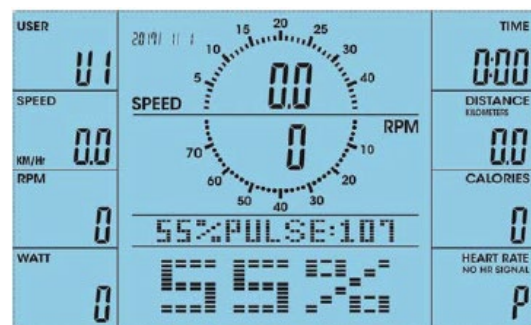 USER
U1
SPEED
KM/Hr 0.0
RPM
0
WATT
0
2019/ 1/ 1
5 10 15 20 25 30 40
SPEED
0.0
RPM
0
70 60 50 40 30 20 10
55%PULSE:107
55%
TIME
0:00
DISTANCE
KILOMETERS
0.0
CALORIES
0
HEART RATE
NO HR SIGNAL
P